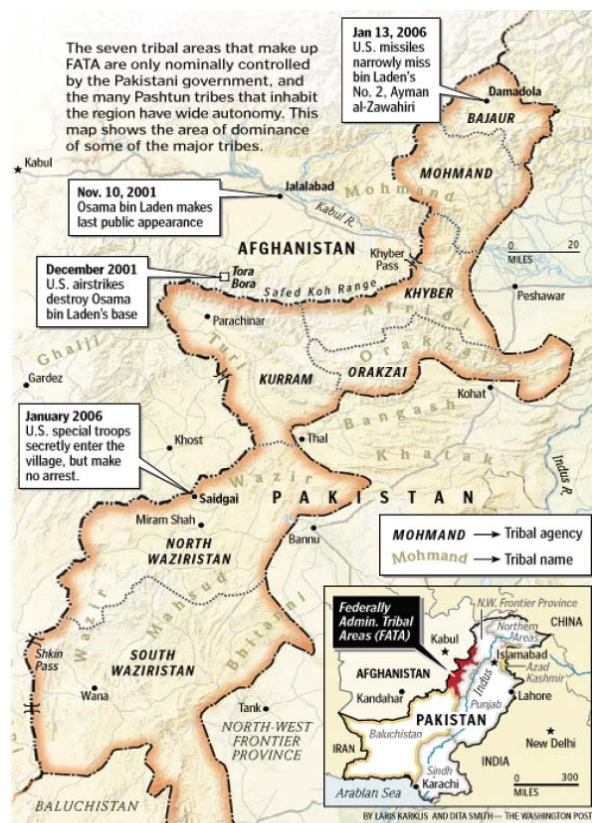 The seven tribal areas that make up
FATA are only nominally controlled
by the Pakistani government, and
the many Pashtun tribes that inhabit
the region have wide autonomy. This
map shows the area of dominance
of some of the major tribes.
Jan 13, 2006
U.S. missiles
narrowly miss
bin Laden's
No. 2, Ayman
al-Zawahiri
Damadola
BAJAUR
Kabul
MOHMAND
Nov. 10, 2001
Osama bin Laden makes
last public appearance
Jalalabad
Mohmand
Kabul R.
AFGHANISTAN
Khyber
Pass
0 20
MILES
December 2001
U.S. airstrikes
destroy Osama
bin Laden's base
Tora
Bora
Safed Koh Range
KHYBER
Peshawar
Parachinar
Afridi
Ghalji
Turi
Orakzai
KURRAM
ORAKZAI
Gardez
Kohat
Bangash
January 2006
U.S. special troops
secretly enter the
village, but make
no arrest.
Khost
Thal
Khatak
Indus R.
Wazir
Saidgai
PAKISTAN
Miram Shah
Bannu
NORTH
WAZIRISTAN
MOHMAND Tribal agency
Mohmand Tribal name
Wazir
Mahsud
Bhittani
Shkin
Pass
SOUTH
WAZIRISTAN
Wana
Tank
NORTH-WEST
FRONTIER
PROVINCE
BALUCHISTAN
Federally
Admin. Tribal
Areas (FATA)
N.W. Frontier Province
Northern
Areas
CHINA
Kabul
Islamabad
Azad
Kashmir
AFGHANISTAN
Kandahar
Indus
Lahore
Punjab
PAKISTAN
Baluchistan
New Delhi
IRAN
INDIA
Sindh
Karachi
Arabian Sea
0 300
MILES
BY LARIS KARKLIS AND DITA SMITH — THE WASHINGTON POST